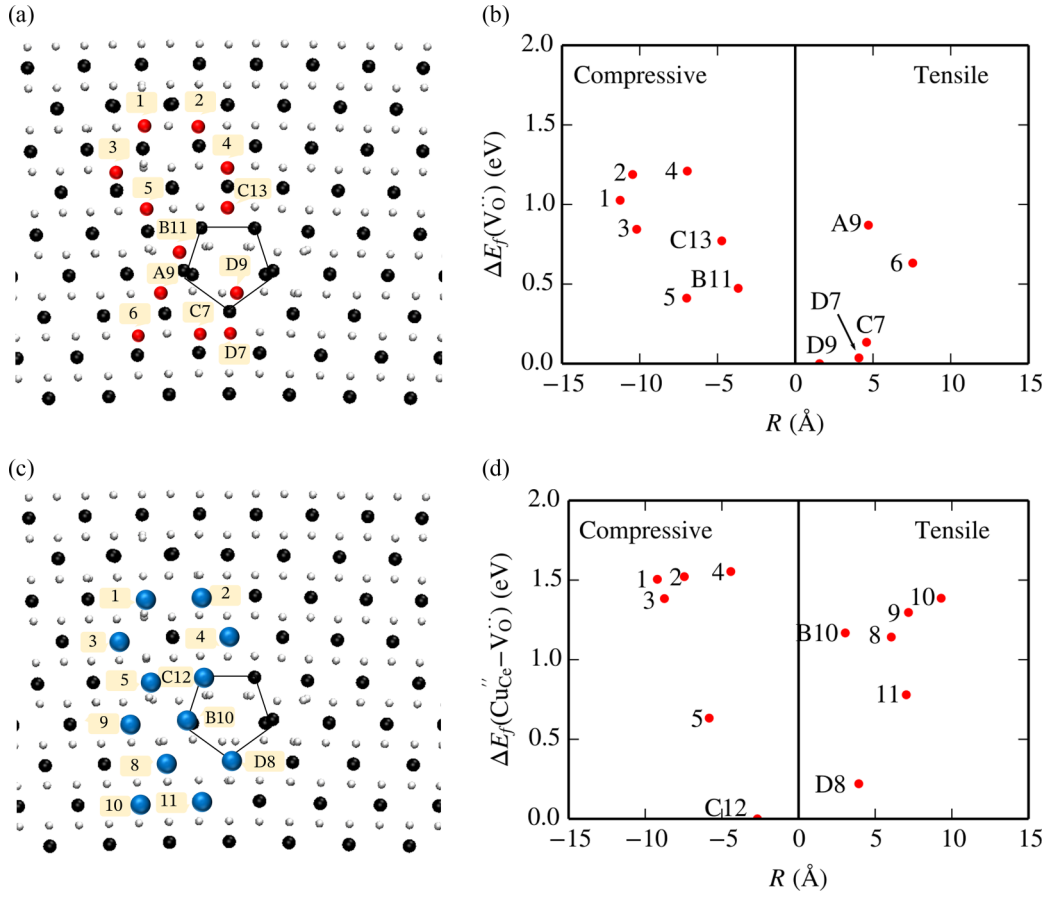 (a)
1
2
3
4
5
C13
B11
A9
D9
6
C7
D7
(b)
2.0
1.5
1.0
0.5
0.0
−15
−10
−5
0
5
10
15
Compressive
Tensile
2
4
1
3
C13
B11
5
A9
6
D7
C7
D9
ΔE_f(V_O^{··}) (eV)
R (Å)
(c)
1
2
3
4
5
C12
9
B10
8
D8
10
11
(d)
2.0
1.5
1.0
0.5
0.0
−15
−10
−5
0
5
10
15
Compressive
Tensile
1
2
4
3
5
C12
B10
8
9
10
11
D8
ΔE_f(Cu_{Ce}^{′′}−V_O^{··}) (eV)
R (Å)